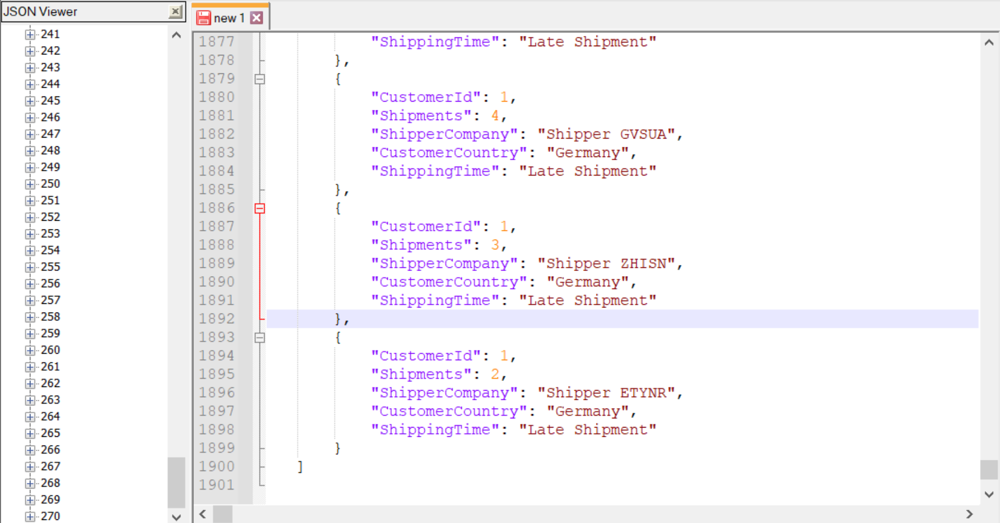 JSON Viewer
241
242
243
244
245
246
247
248
249
250
251
252
253
254
255
256
257
258
259
260
261
262
263
264
265
266
267
268
269
270
new 1
1877 "ShippingTime": "Late Shipment"
1878 },
1879 {
1880 "CustomerId": 1,
1881 "Shipments": 4,
1882 "ShipperCompany": "Shipper GVSUA",
1883 "CustomerCountry": "Germany",
1884 "ShippingTime": "Late Shipment"
1885 },
1886 {
1887 "CustomerId": 1,
1888 "Shipments": 3,
1889 "ShipperCompany": "Shipper ZHISN",
1890 "CustomerCountry": "Germany",
1891 "ShippingTime": "Late Shipment"
1892 },
1893 {
1894 "CustomerId": 1,
1895 "Shipments": 2,
1896 "ShipperCompany": "Shipper ETYNR",
1897 "CustomerCountry": "Germany",
1898 "ShippingTime": "Late Shipment"
1899 }
1900 ]
1901